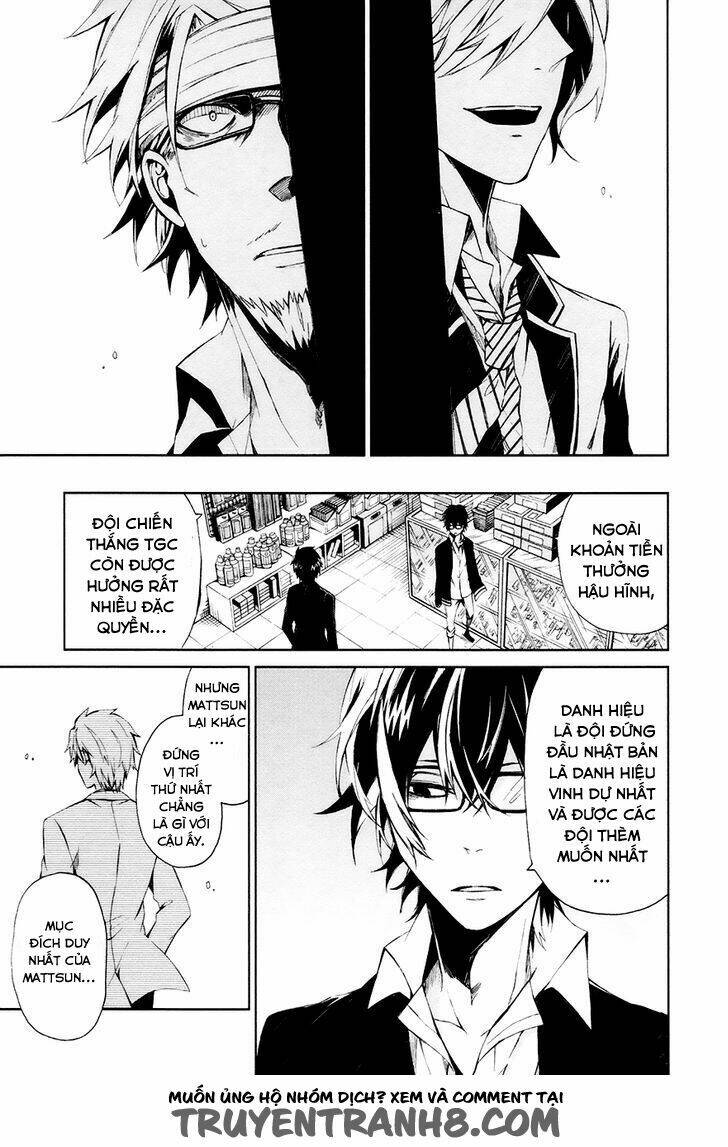 NGOÀI
KHOẢN TIỀN
THƯỞNG
HẬU HĨNH,
ĐỘI CHIẾN
THẮNG TGC
CÒN ĐƯỢC
HƯỞNG RẤT
NHIỀU ĐẶC
QUYỀN...
DANH HIỆU
LÀ ĐỘI ĐỨNG
ĐẦU NHẬT BẢN
LÀ DANH HIỆU
VINH DỰ NHẤT
VÀ ĐƯỢC CÁC
ĐỘI THÈM
MUỐN NHẤT
...
NHƯNG
MATTSUN
LẠI KHÁC
...
ĐỨNG
VỊ TRÍ
THỨ NHẤT
CHẲNG
LÀ GÌ VỚI
CẬU ẤY.
MỤC
ĐÍCH DUY
NHẤT CỦA
MATTSUN...
MUỐN ỦNG HỘ NHÓM DỊCH? XEM VÀ COMMENT TẠI
TRUYENTRANH8.COM